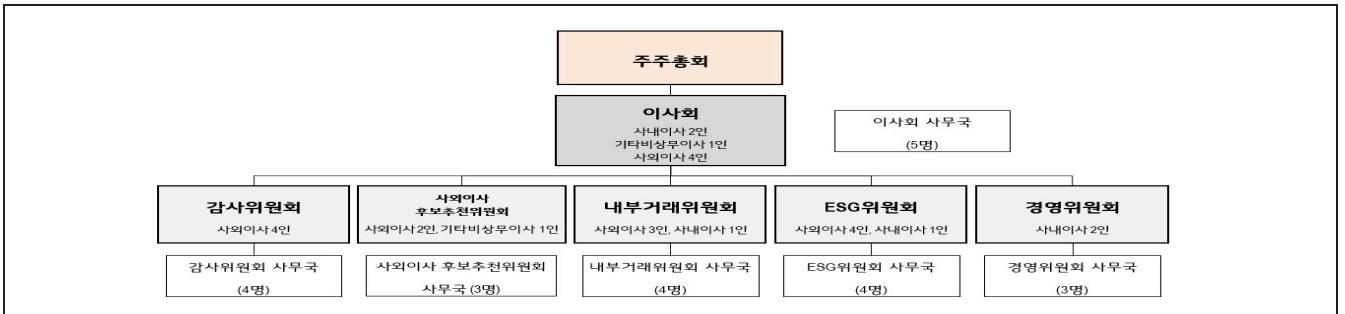 주주총회
이사회
사내이사 2인
기타비상무이사 1인
사외이사 4인
이사회 사무국
(5명)
감사위원회
사외이사 4인
사외이사
후보추천위원회
사외이사 2인, 기타비상무이사 1인
내부거래위원회
사외이사 3인, 사내이사 1인
ESG위원회
사외이사 4인, 사내이사 1인
경영위원회
사내이사 2인
감사위원회 사무국
(4명)
사외이사 후보추천위원회
사무국 (3명)
내부거래위원회 사무국
(4명)
ESG위원회 사무국
(4명)
경영위원회 사무국
(3명)